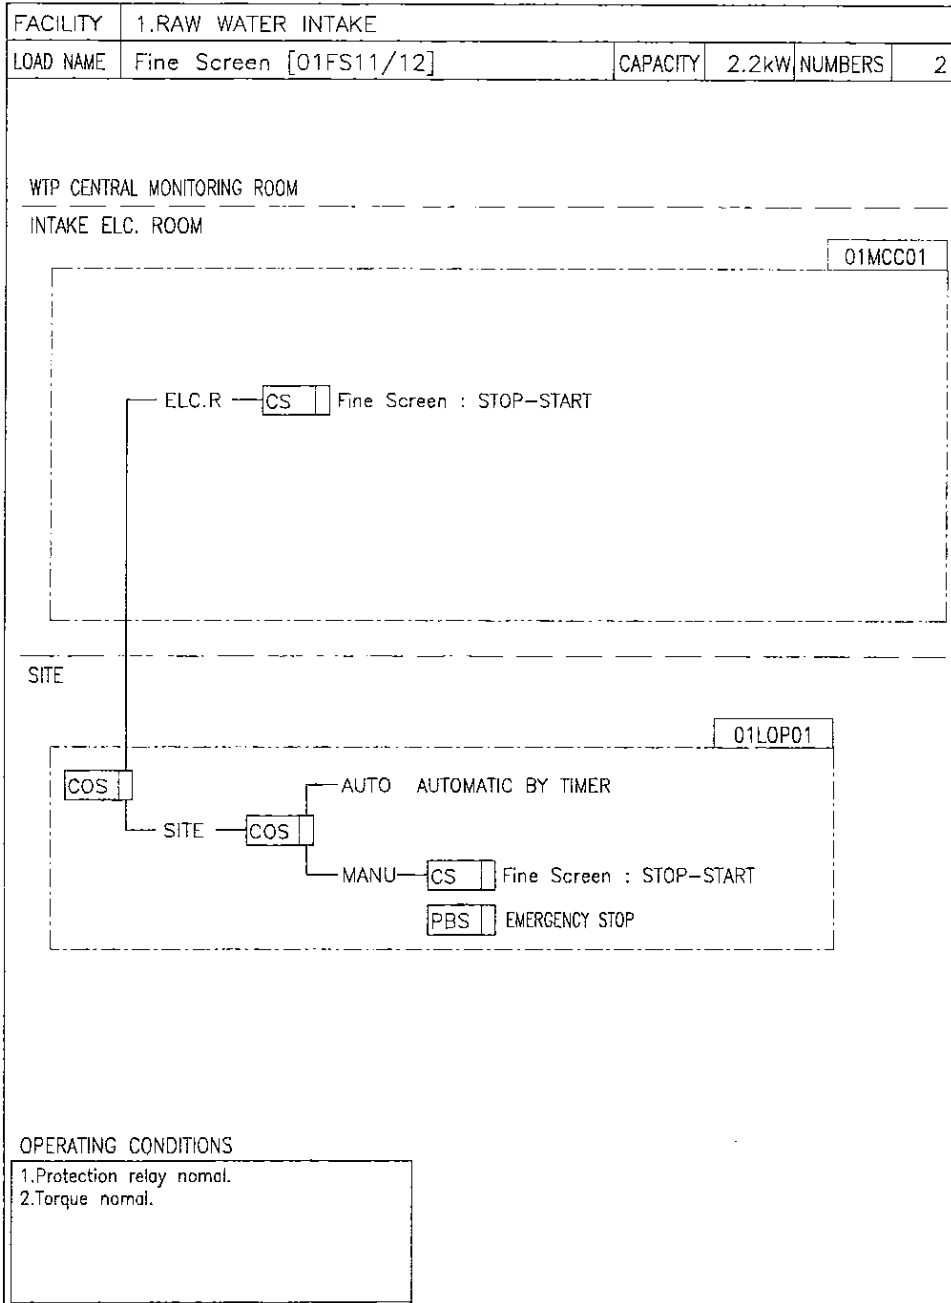 FACILITY 1.RAW WATER INTAKE
LOAD NAME Fine Screen [01FS11/12] CAPACITY 2.2kW NUMBERS 2
WTP CENTRAL MONITORING ROOM
INTAKE ELC. ROOM
01MCC01
ELC.R CS Fine Screen : STOP-START
SITE
01LOP01
COS AUTO AUTOMATIC BY TIMER
SITE COS
MANU CS Fine Screen : STOP-START
PBS EMERGENCY STOP
OPERATING CONDITIONS
1.Protection relay nomal.
2.Torque nomal.